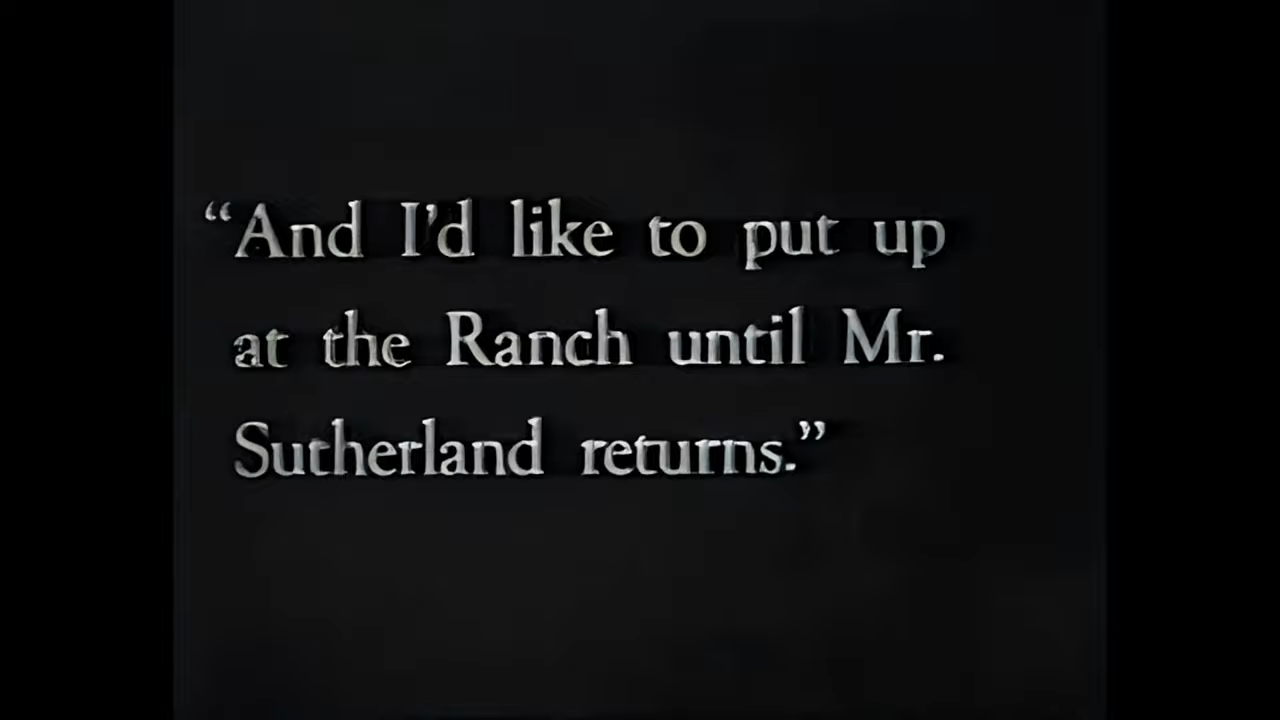 “And I’d like to put up
at the Ranch until Mr.
Sutherland returns.”